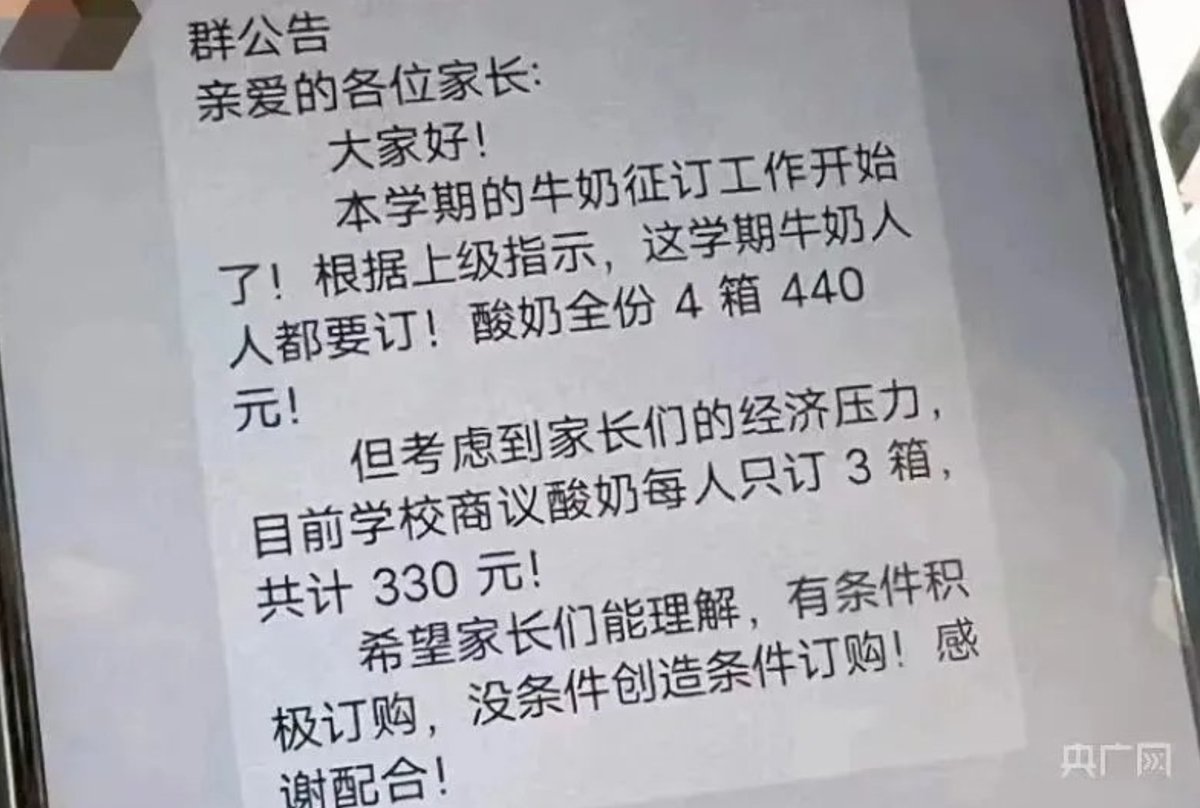 群公告
亲爱的各位家长:
大家好!
本学期的牛奶征订工作开始
了! 根据上级指示, 这学期牛奶人
人都要订! 酸奶全份 4 箱 440
元!
但考虑到家长们的经济压力,
目前学校商议酸奶每人只订 3 箱,
共计 330 元!
希望家长们能理解, 有条件积
极订购, 没条件创造条件订购! 感
谢配合!
央广网